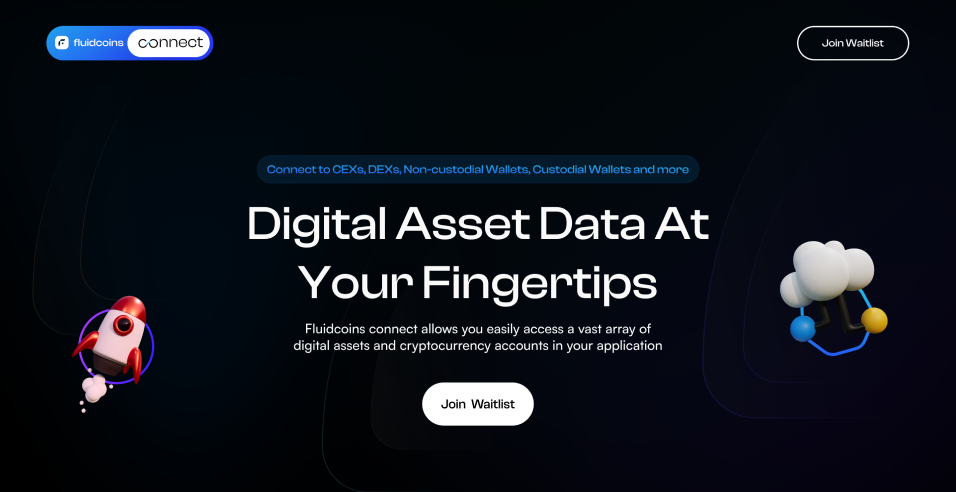 fluidcoins connect
Join Waitlist
Connect to CEXs, DEXs, Non-custodial Wallets, Custodial Wallets and more
Digital Asset Data At
Your Fingertips
Fluidcoins connect allows you easily access a vast array of
digital assets and cryptocurrency accounts in your application
Join Waitlist